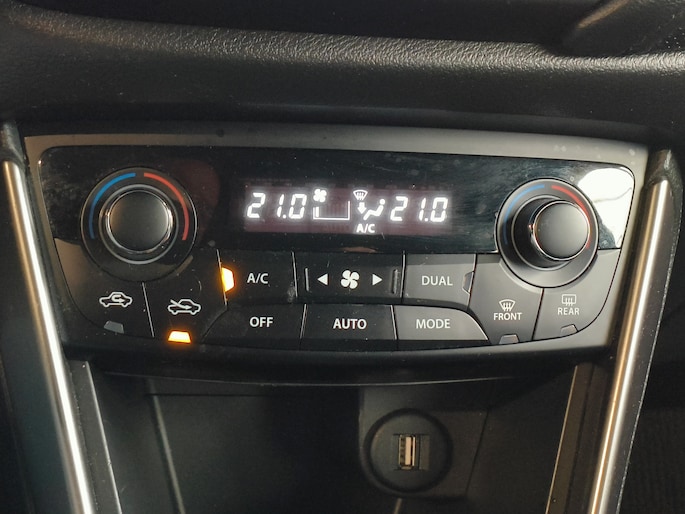 21.0 21.0
A/C
A/C DUAL
OFF AUTO MODE FRONT REAR